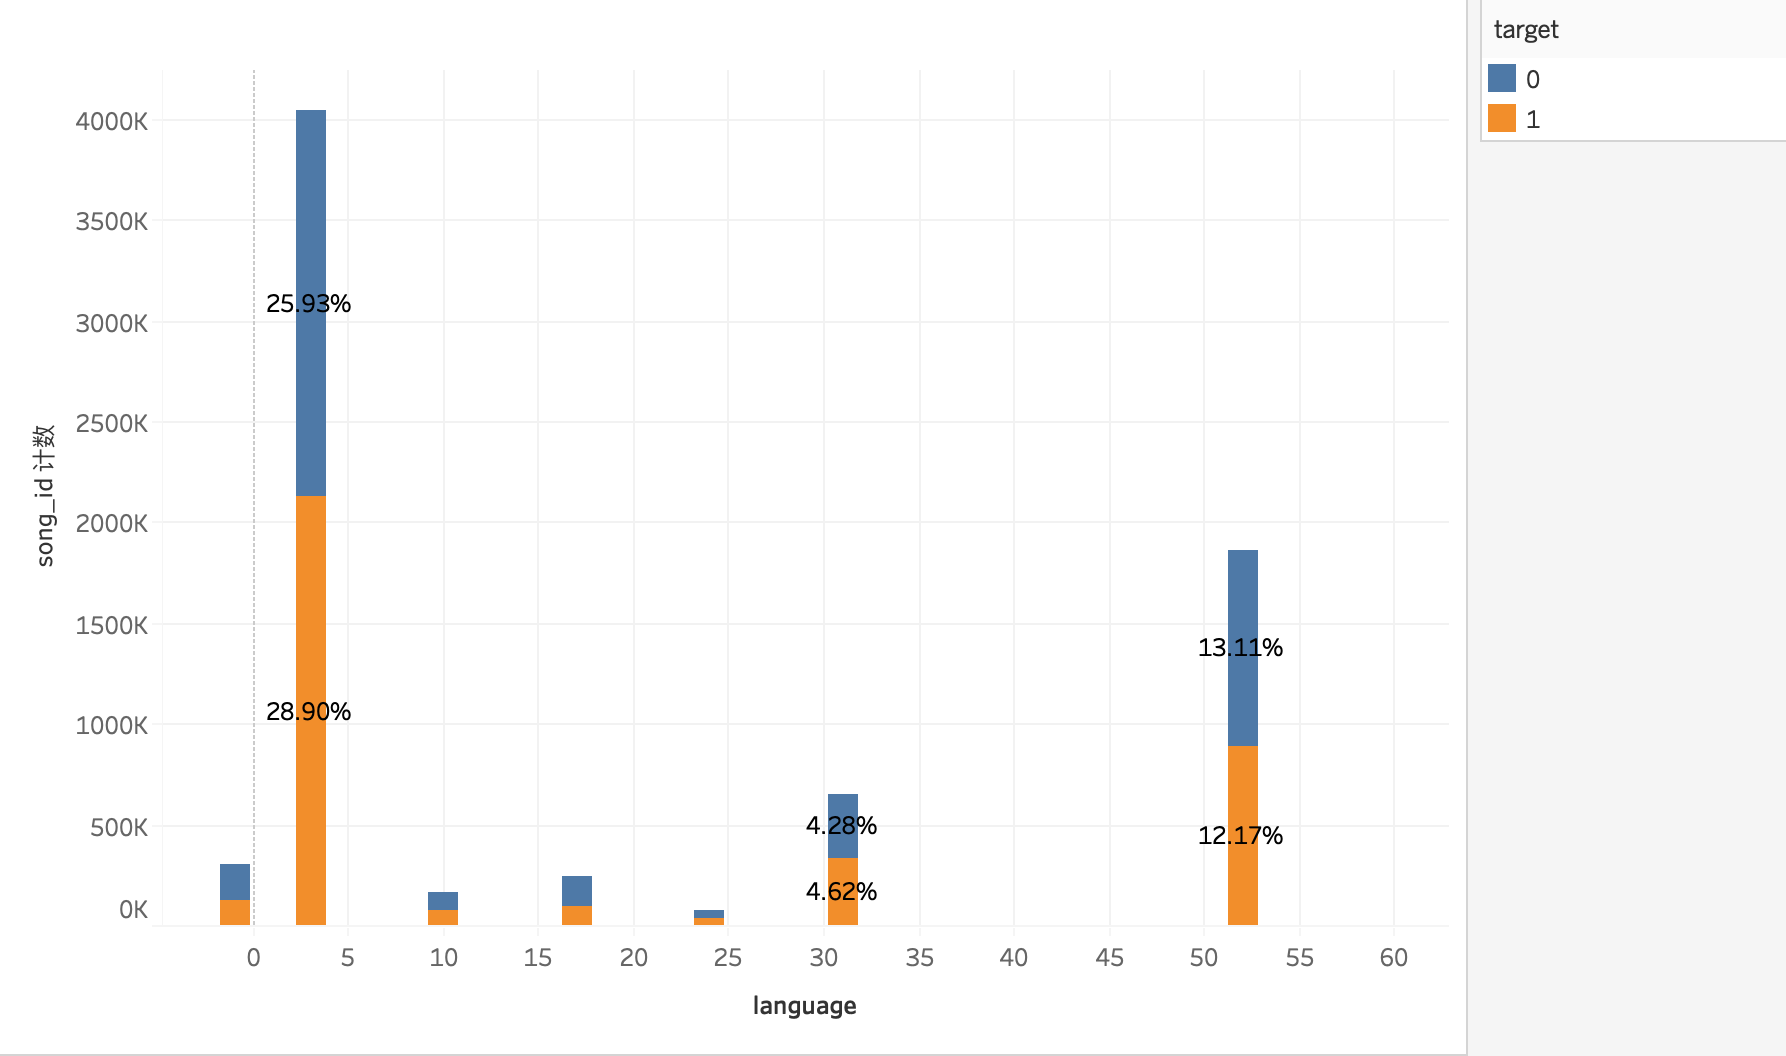 target
0
1
4000K
3500K
3000K
2500K
2000K
1500K
1000K
500K
0K
song_id 计数
25.93%
28.90%
4.28%
4.62%
13.11%
12.17%
0 5 10 15 20 25 30 35 40 45 50 55 60
language